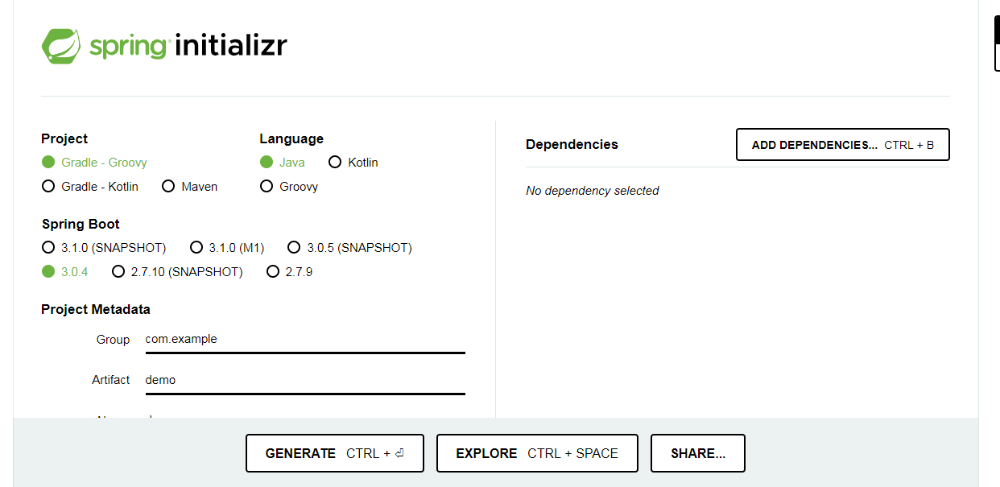 spring initializr
Project
Gradle - Groovy
Gradle - Kotlin Maven
Language
Java Kotlin
Groovy
Spring Boot
3.1.0 (SNAPSHOT) 3.1.0 (M1) 3.0.5 (SNAPSHOT)
3.0.4 2.7.10 (SNAPSHOT) 2.7.9
Project Metadata
Group com.example
Artifact demo
Dependencies
ADD DEPENDENCIES... CTRL + B
No dependency selected
GENERATE CTRL + ⏎
EXPLORE CTRL + SPACE
SHARE...